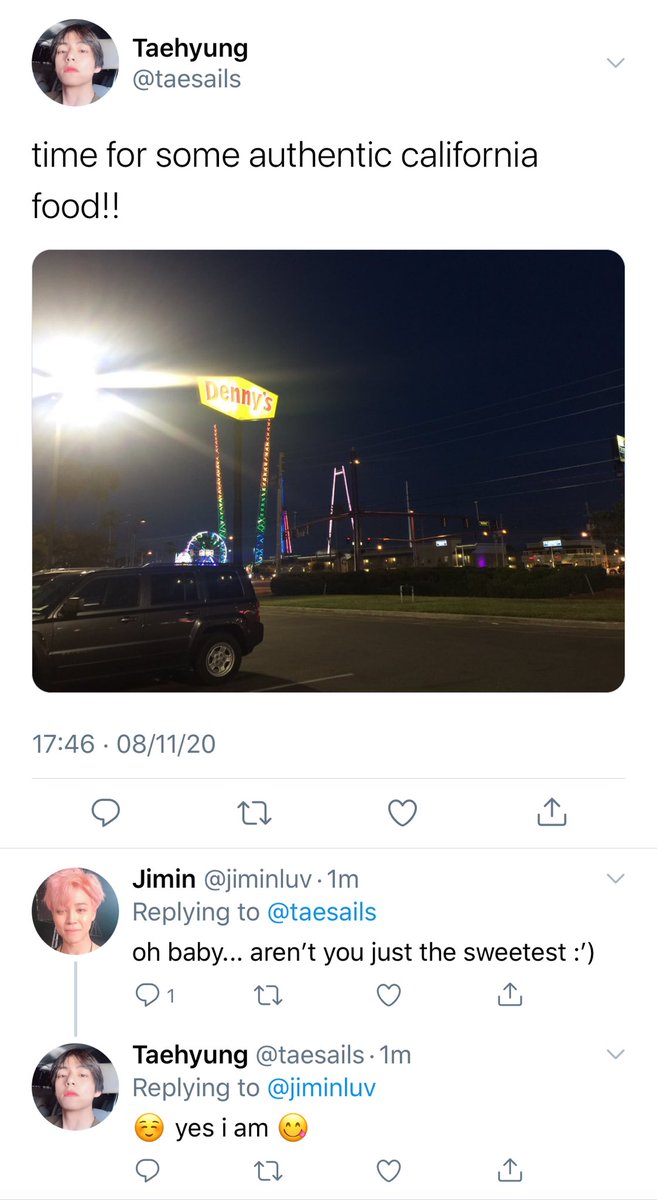 Taehyung
@taesails
time for some authentic california
food!!
Denny's
17:46 · 08/11/20
Jimin @jiminluv · 1m
Replying to @taesails
oh baby... aren't you just the sweetest :')
1
Taehyung @taesails · 1m
Replying to @jiminluv
☺️ yes i am 😋